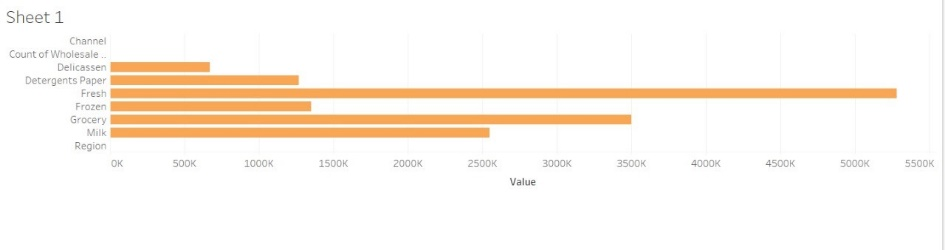 Sheet 1
Channel
Count of Wholesale ..
Delicassen
Detergents Paper
Fresh
Frozen
Grocery
Milk
Region
0K 500K 1000K 1500K 2000K 2500K 3000K 3500K 4000K 4500K 5000K 5500K
Value